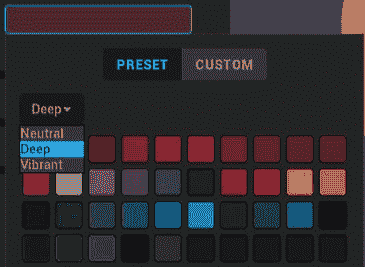 PRESET CUSTOM
Deep
Neutral
Deep
Vibrant